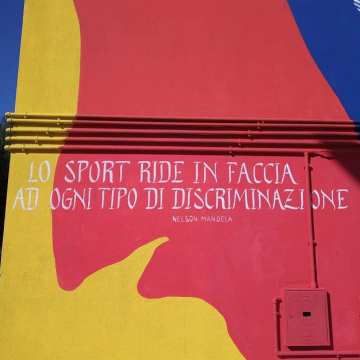 LO SPORT RIDE IN FACCIA
AD OGNI TIPO DI DISCRIMINAZIONE
NELSON MANDELA